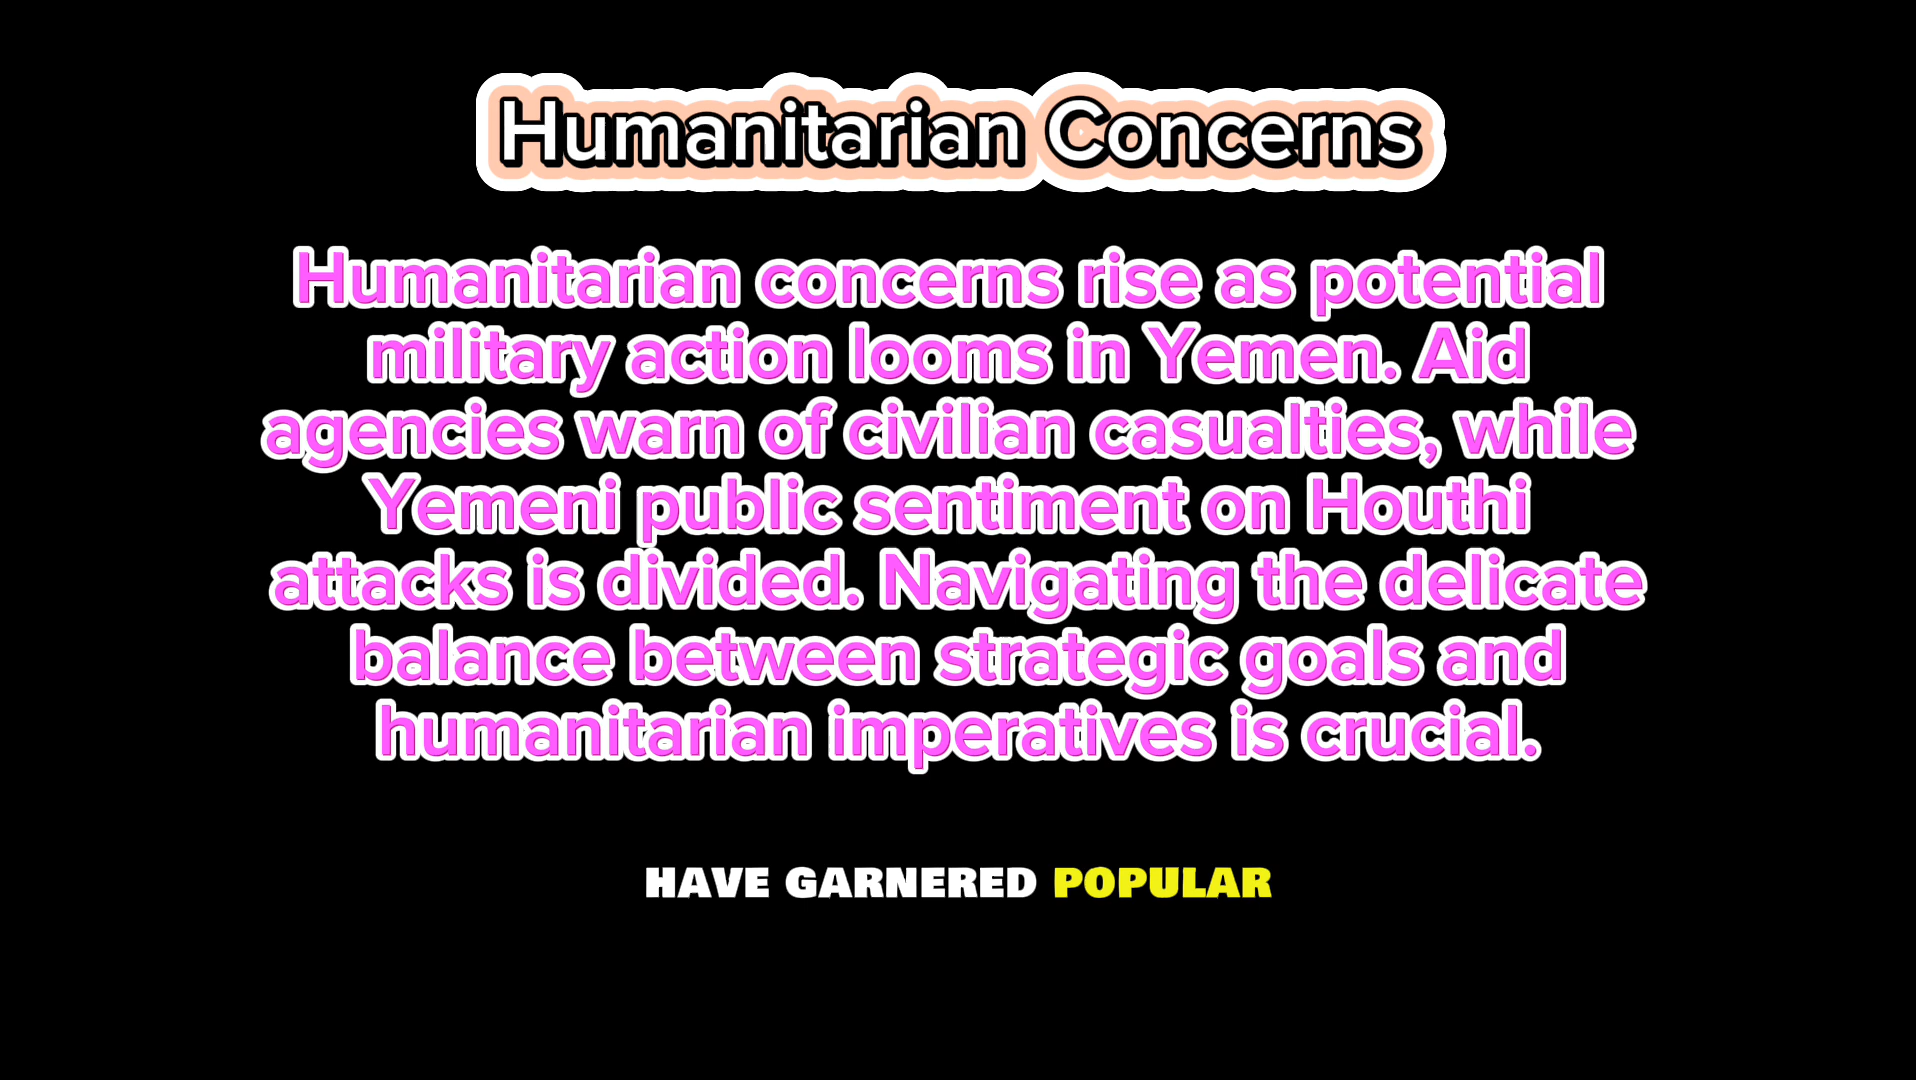 Humanitarian Concerns
Humanitarian concerns rise as potential
military action looms in Yemen. Aid
agencies warn of civilian casualties, while
Yemeni public sentiment on Houthi
attacks is divided. Navigating the delicate
balance between strategic goals and
humanitarian imperatives is crucial.
HAVE GARNERED POPULAR